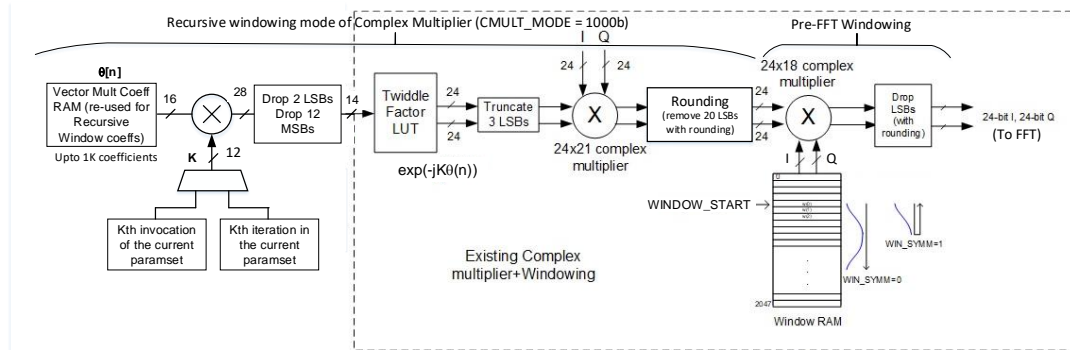 Recursive windowing mode of Complex Multiplier (CMULT_MODE = 1000b)
Pre-FFT Windowing
I Q
24 24
θ[n]
Vector Mult Coeff
RAM (re-used for
Recursive
Window coeffs)
Upto 1K coefficients
16
X
28
K
12
Drop 2 LSBs
Drop 12
MSBs
14
Kth invocation
of the current
paramset
Kth iteration in
the current
paramset
Twiddle
Factor
LUT
exp(-jKθ(n))
24
24
Truncate
3 LSBs
X
24x21 complex
multiplier
Rounding
(remove 20 LSBs
with rounding)
24
24
24x18 complex
multiplier
X
I Q
Drop
LSBs
(with
rounding)
24-bit I, 24-bit Q
(To FFT)
WINDOW_START
0
w(0)
w(1)
w(2)
2047
Window RAM
WIN_SYMM=0
WIN_SYMM=1
Existing Complex
multiplier+Windowing